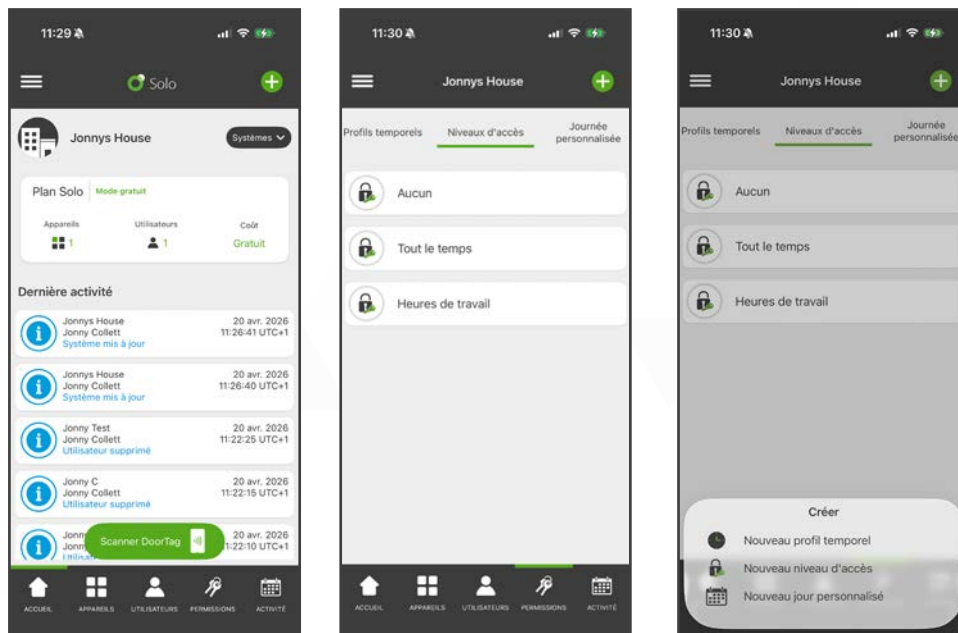 11:29
Solo
Jonnys House
Systèmes
Plan Solo
Mode gratuit
Appareils
Utilisateurs
Coût
1
1
Gratuit
Dernière activité
Jonnys House
20 avr. 2026
Jonny Collett
11:26:41 UTC+1
Système mis à jour
Jonnys House
20 avr. 2026
Jonny Collett
11:26:40 UTC+1
Système mis à jour
Jonny Test
20 avr. 2026
Jonny Collett
11:22:25 UTC+1
Utilisateur supprimé
Jonny C
20 avr. 2026
Jonny Collett
11:22:15 UTC+1
Utilisateur supprimé
20 avr. 2026
11:22:10 UTC+1
Scanner DoorTag
ACCUEIL
APPAREILS
UTILISATEURS
PERMISSIONS
ACTIVITÉ
11:30
Jonnys House
Profils temporels
Niveaux d'accès
Journée
personnalisée
Aucun
Tout le temps
Heures de travail
ACCUEIL
APPAREILS
UTILISATEURS
PERMISSIONS
ACTIVITÉ
11:30
Jonnys House
Profils temporels
Niveaux d'accès
Journée
personnalisée
Aucun
Tout le temps
Heures de travail
Créer
Nouveau profil temporel
Nouveau niveau d'accès
Nouveau jour personnalisé